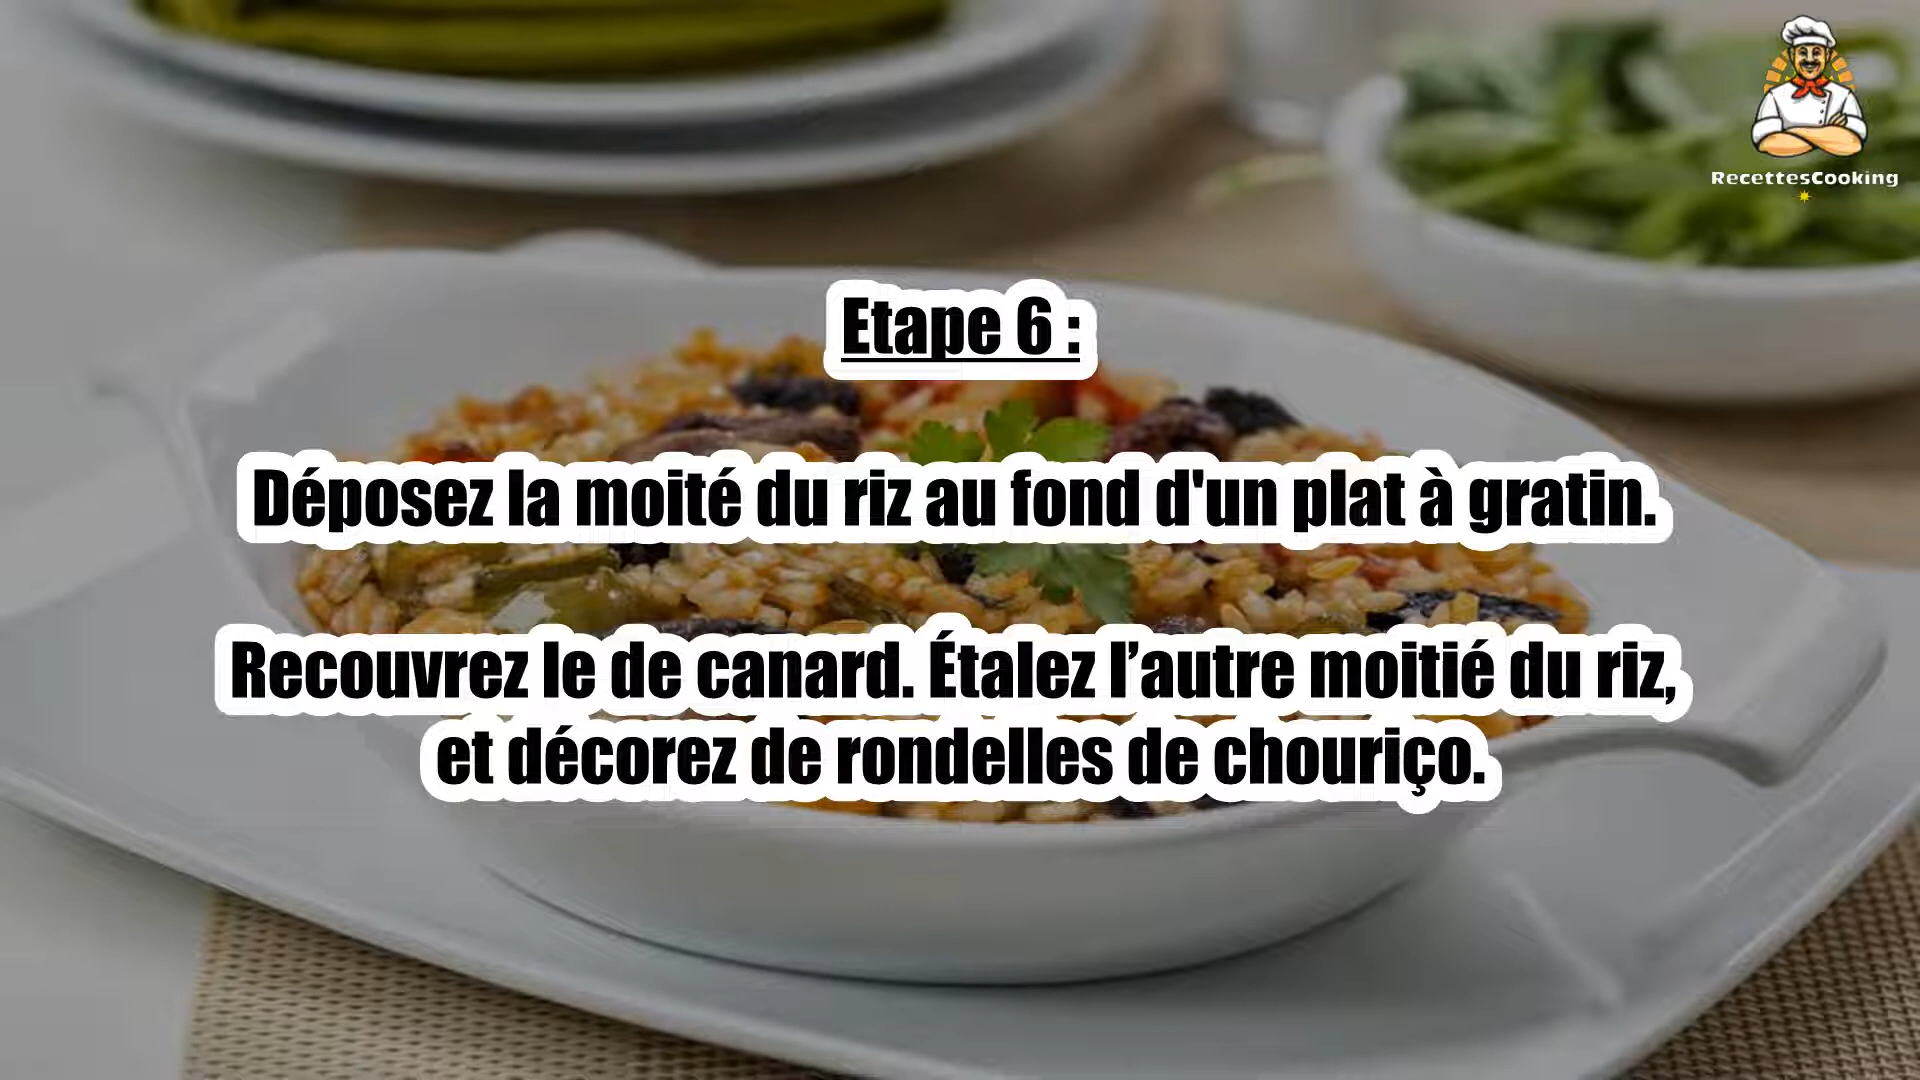 RecettesCooking
Etape 6 :
Déposez la moité du riz au fond d'un plat à gratin.
Recouvrez le de canard. Étalez l’autre moitié du riz,
et décorez de rondelles de chouriço.